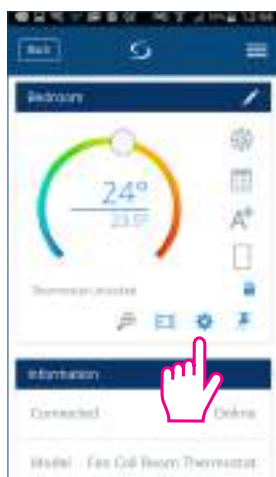 Back
Bedroom
24°
23.5°
A
Thermostat unlocked
Information
Connected Online
Model Fan Coil Room Thermostat